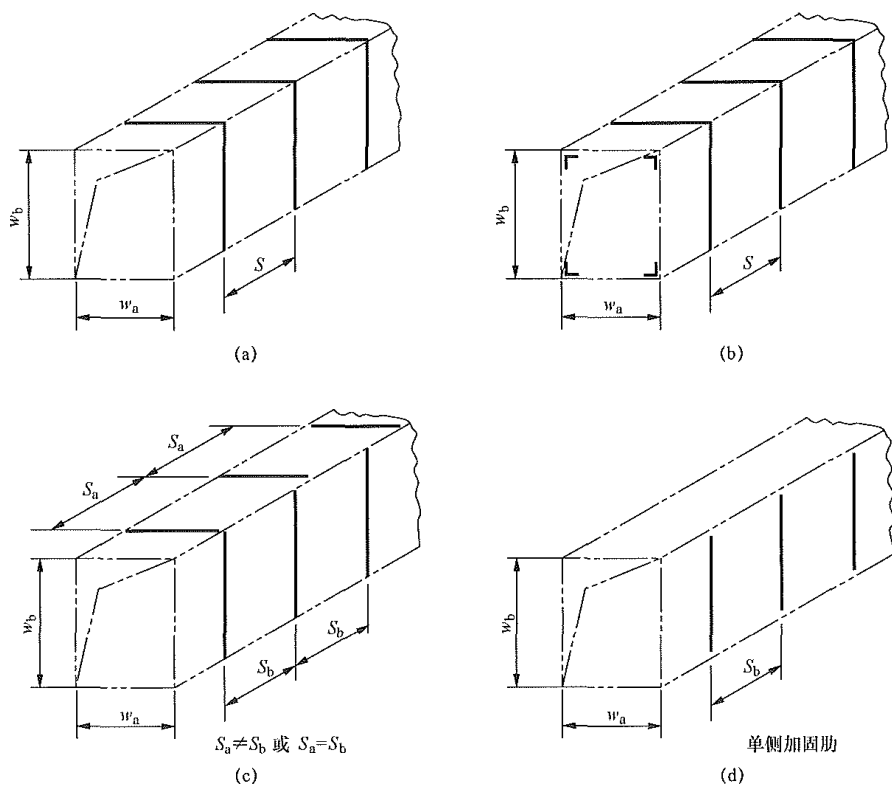 w_b
S
w_a
(a)
w_b
S
w_a
(b)
S_a
S_a
w_b
S_b
S_b
w_a
S_a≠S_b 或 S_a=S_b
(c)
w_b
S_b
w_a
单侧加固肋
(d)